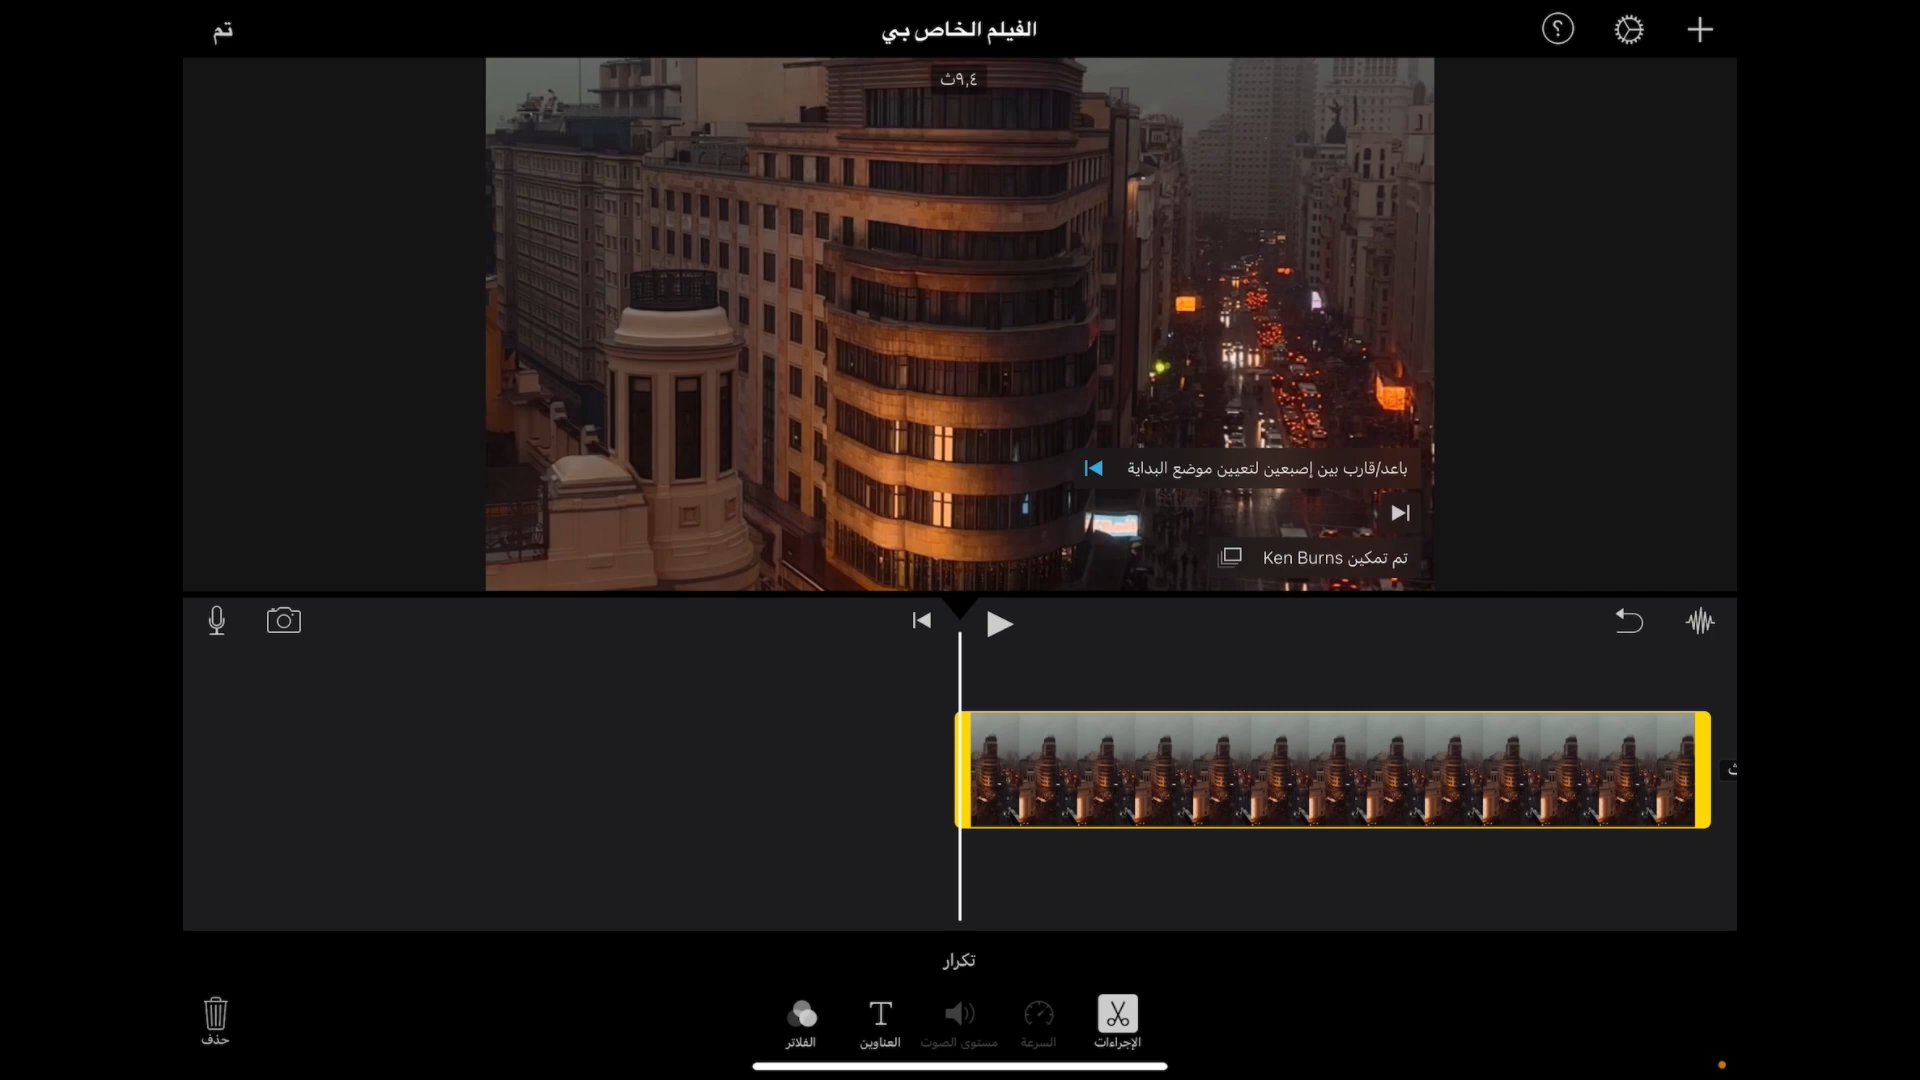 الفيلم الخاص بي
تم
٩,٤ث
باعد/قارب بين إصبعين لتعيين موضع البداية
تم تمكين Ken Burns
ث
تكرار
الإجراءات
السرعة
مستوى الصوت
العناوين
الفلاتر
حذف